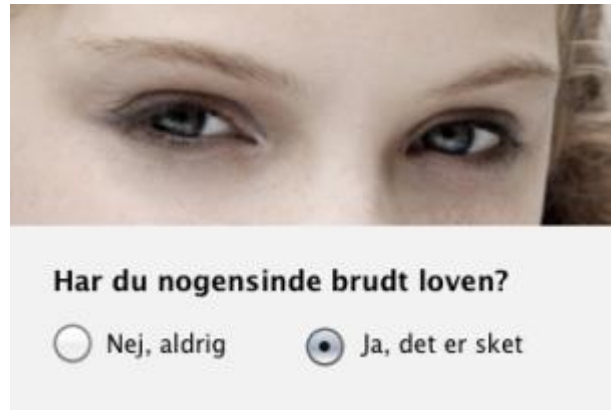 Har du nogensinde brudt loven?
Nej, aldrig Ja, det er sket